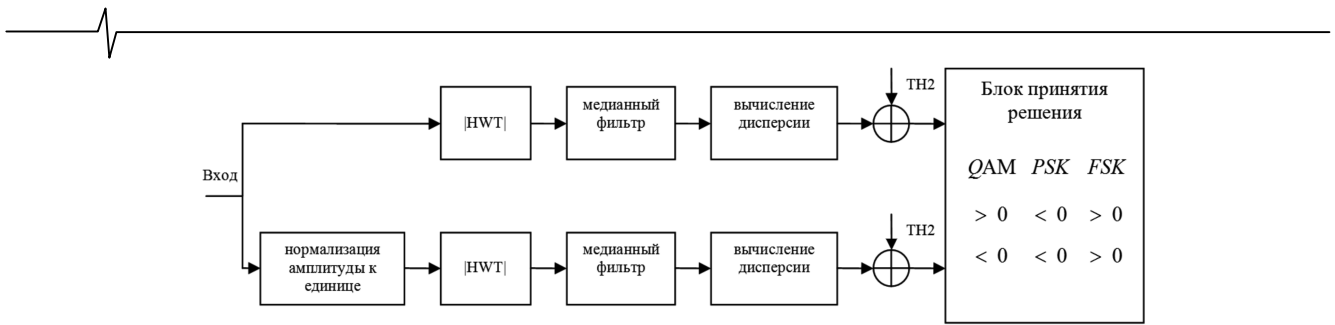 |HWT|
медианный
фильтр
вычисление
дисперсии
TH2
Блок принятия
решения
QAM PSK FSK
> 0 < 0 > 0
< 0 < 0 > 0
Вход
нормализация
амплитуды к
единице
|HWT|
медианный
фильтр
вычисление
дисперсии
TH2